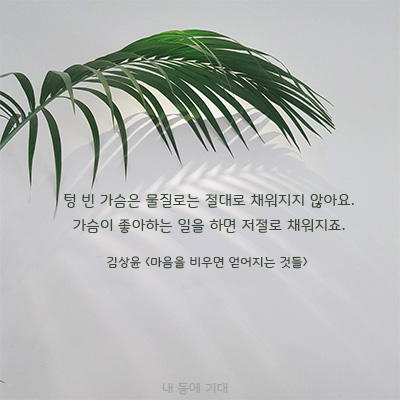 텅 빈 가슴은 물질로는 절대로 채워지지 않아요.
가슴이 좋아하는 일을 하면 저절로 채워지죠.
김상윤 <마음을 비우면 얻어지는 것들>
내 등에 기대